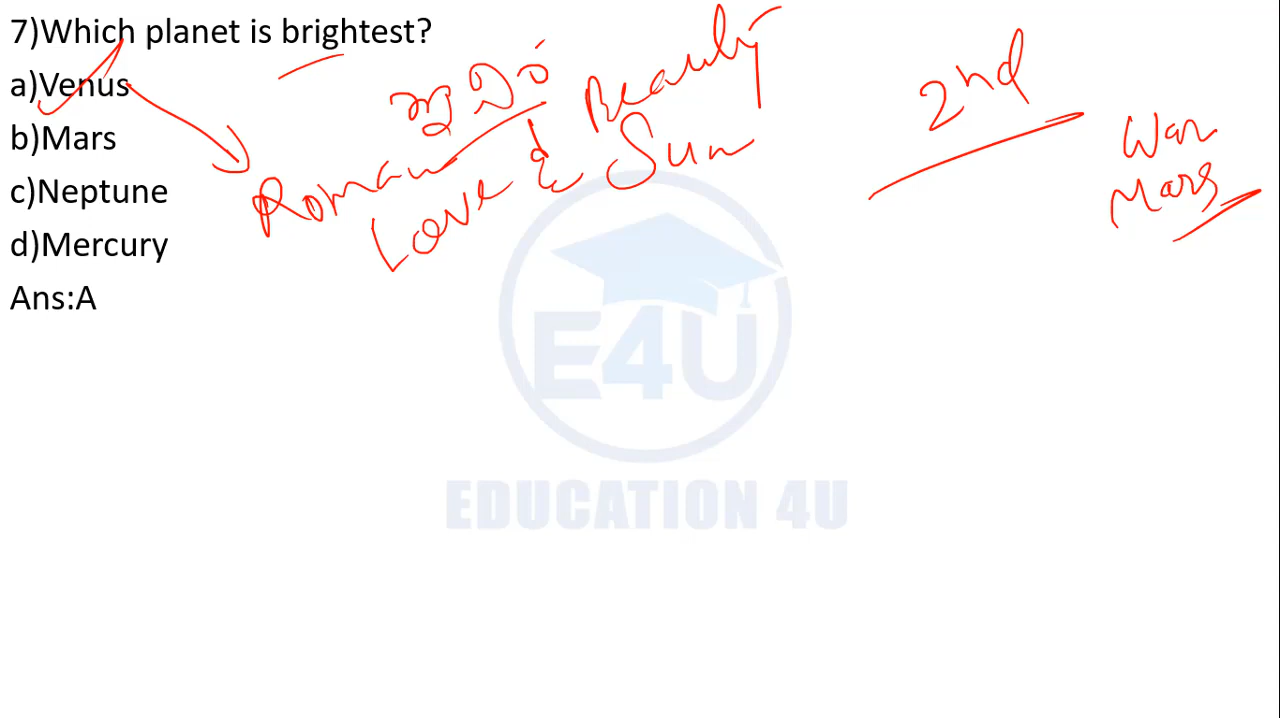 7)Which planet is brightest?
a)Venus
b)Mars
c)Neptune
d)Mercury
Ans:A
Roman
Love & Beauty
Sun
2nd
War
Mars
E4U
EDUCATION 4U